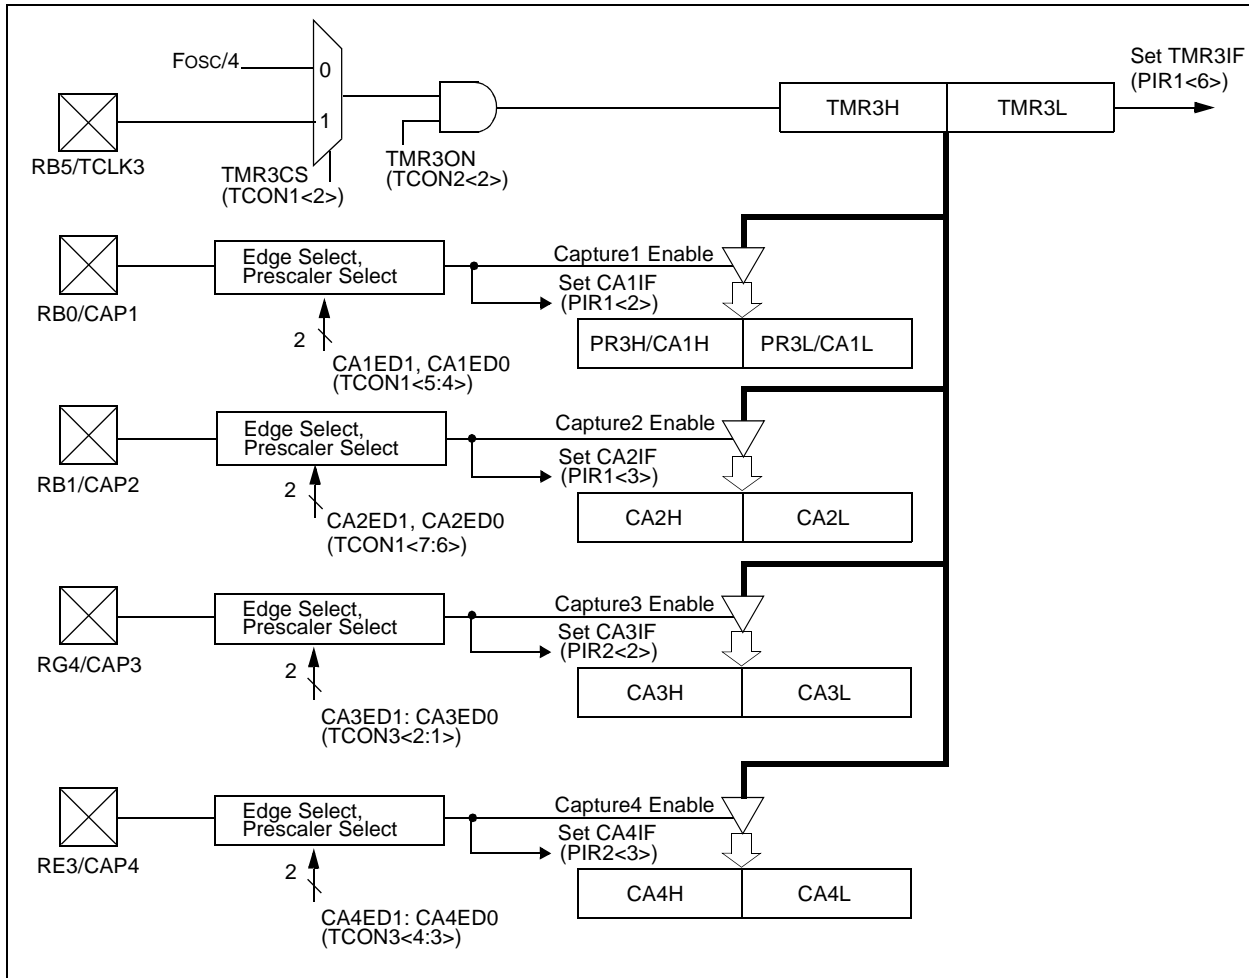 FOSC/4
0
1
RB5/TCLK3
TMR3CS
(TCON1<2>)
TMR3ON
(TCON2<2>)
TMR3H
TMR3L
Set TMR3IF
(PIR1<6>)
RB0/CAP1
Edge Select,
Prescaler Select
2
CA1ED1, CA1ED0
(TCON1<5:4>)
Capture1 Enable
Set CA1IF
(PIR1<2>)
PR3H/CA1H
PR3L/CA1L
RB1/CAP2
Edge Select,
Prescaler Select
2
CA2ED1, CA2ED0
(TCON1<7:6>)
Capture2 Enable
Set CA2IF
(PIR1<3>)
CA2H
CA2L
RG4/CAP3
Edge Select,
Prescaler Select
2
CA3ED1: CA3ED0
(TCON3<2:1>)
Capture3 Enable
Set CA3IF
(PIR2<2>)
CA3H
CA3L
RE3/CAP4
Edge Select,
Prescaler Select
2
CA4ED1: CA4ED0
(TCON3<4:3>)
Capture4 Enable
Set CA4IF
(PIR2<3>)
CA4H
CA4L